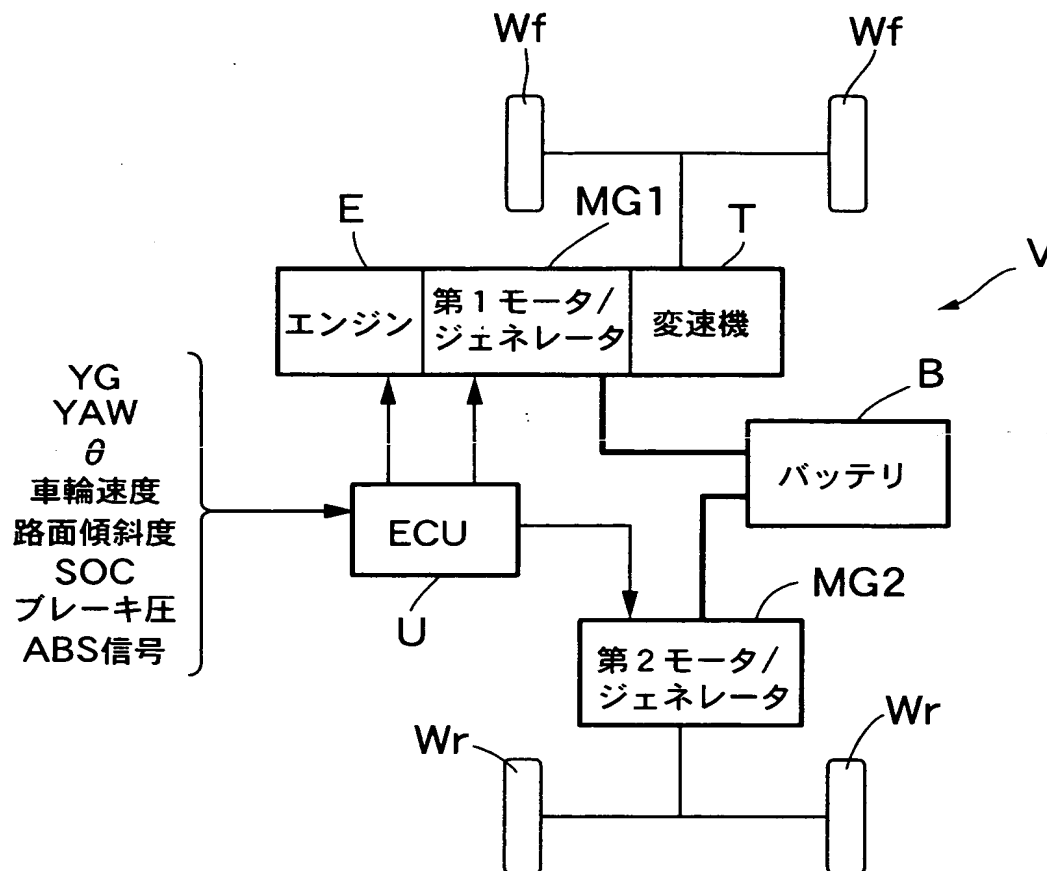 Wf
Wf
E
MG1
T
V
エンジン
第1モータ/
ジェネレータ
変速機
YG
YAW
θ
車輪速度
路面傾斜度
SOC
ブレーキ圧
ABS信号
B
バッテリ
ECU
U
MG2
第2モータ/
ジェネレータ
Wr
Wr